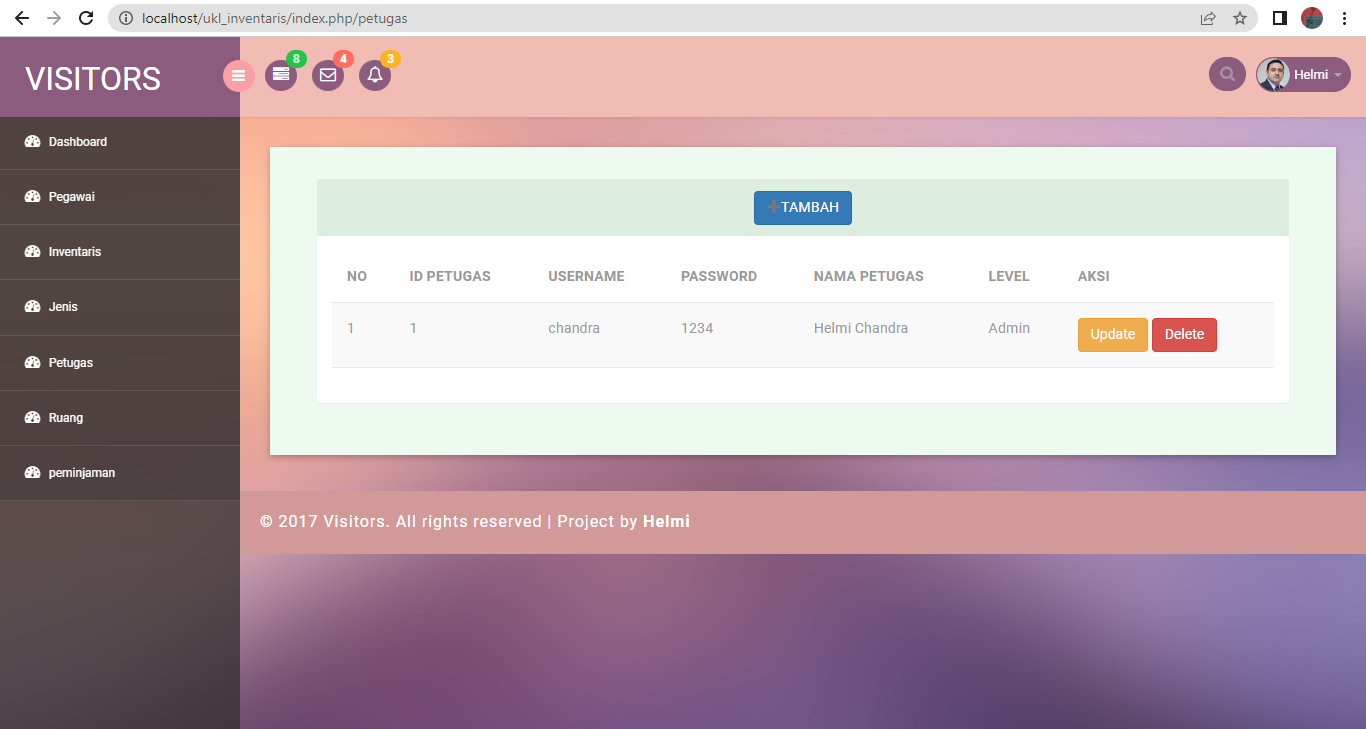 localhost/ukl_inventaris/index.php/petugas
VISITORS
8
4
3
Helmi
Dashboard
Pegawai
Inventaris
Jenis
Petugas
Ruang
peminjaman
TAMBAH
NO ID PETUGAS USERNAME PASSWORD NAMA PETUGAS LEVEL AKSI
1 1 chandra 1234 Helmi Chandra Admin Update Delete
© 2017 Visitors. All rights reserved | Project by Helmi